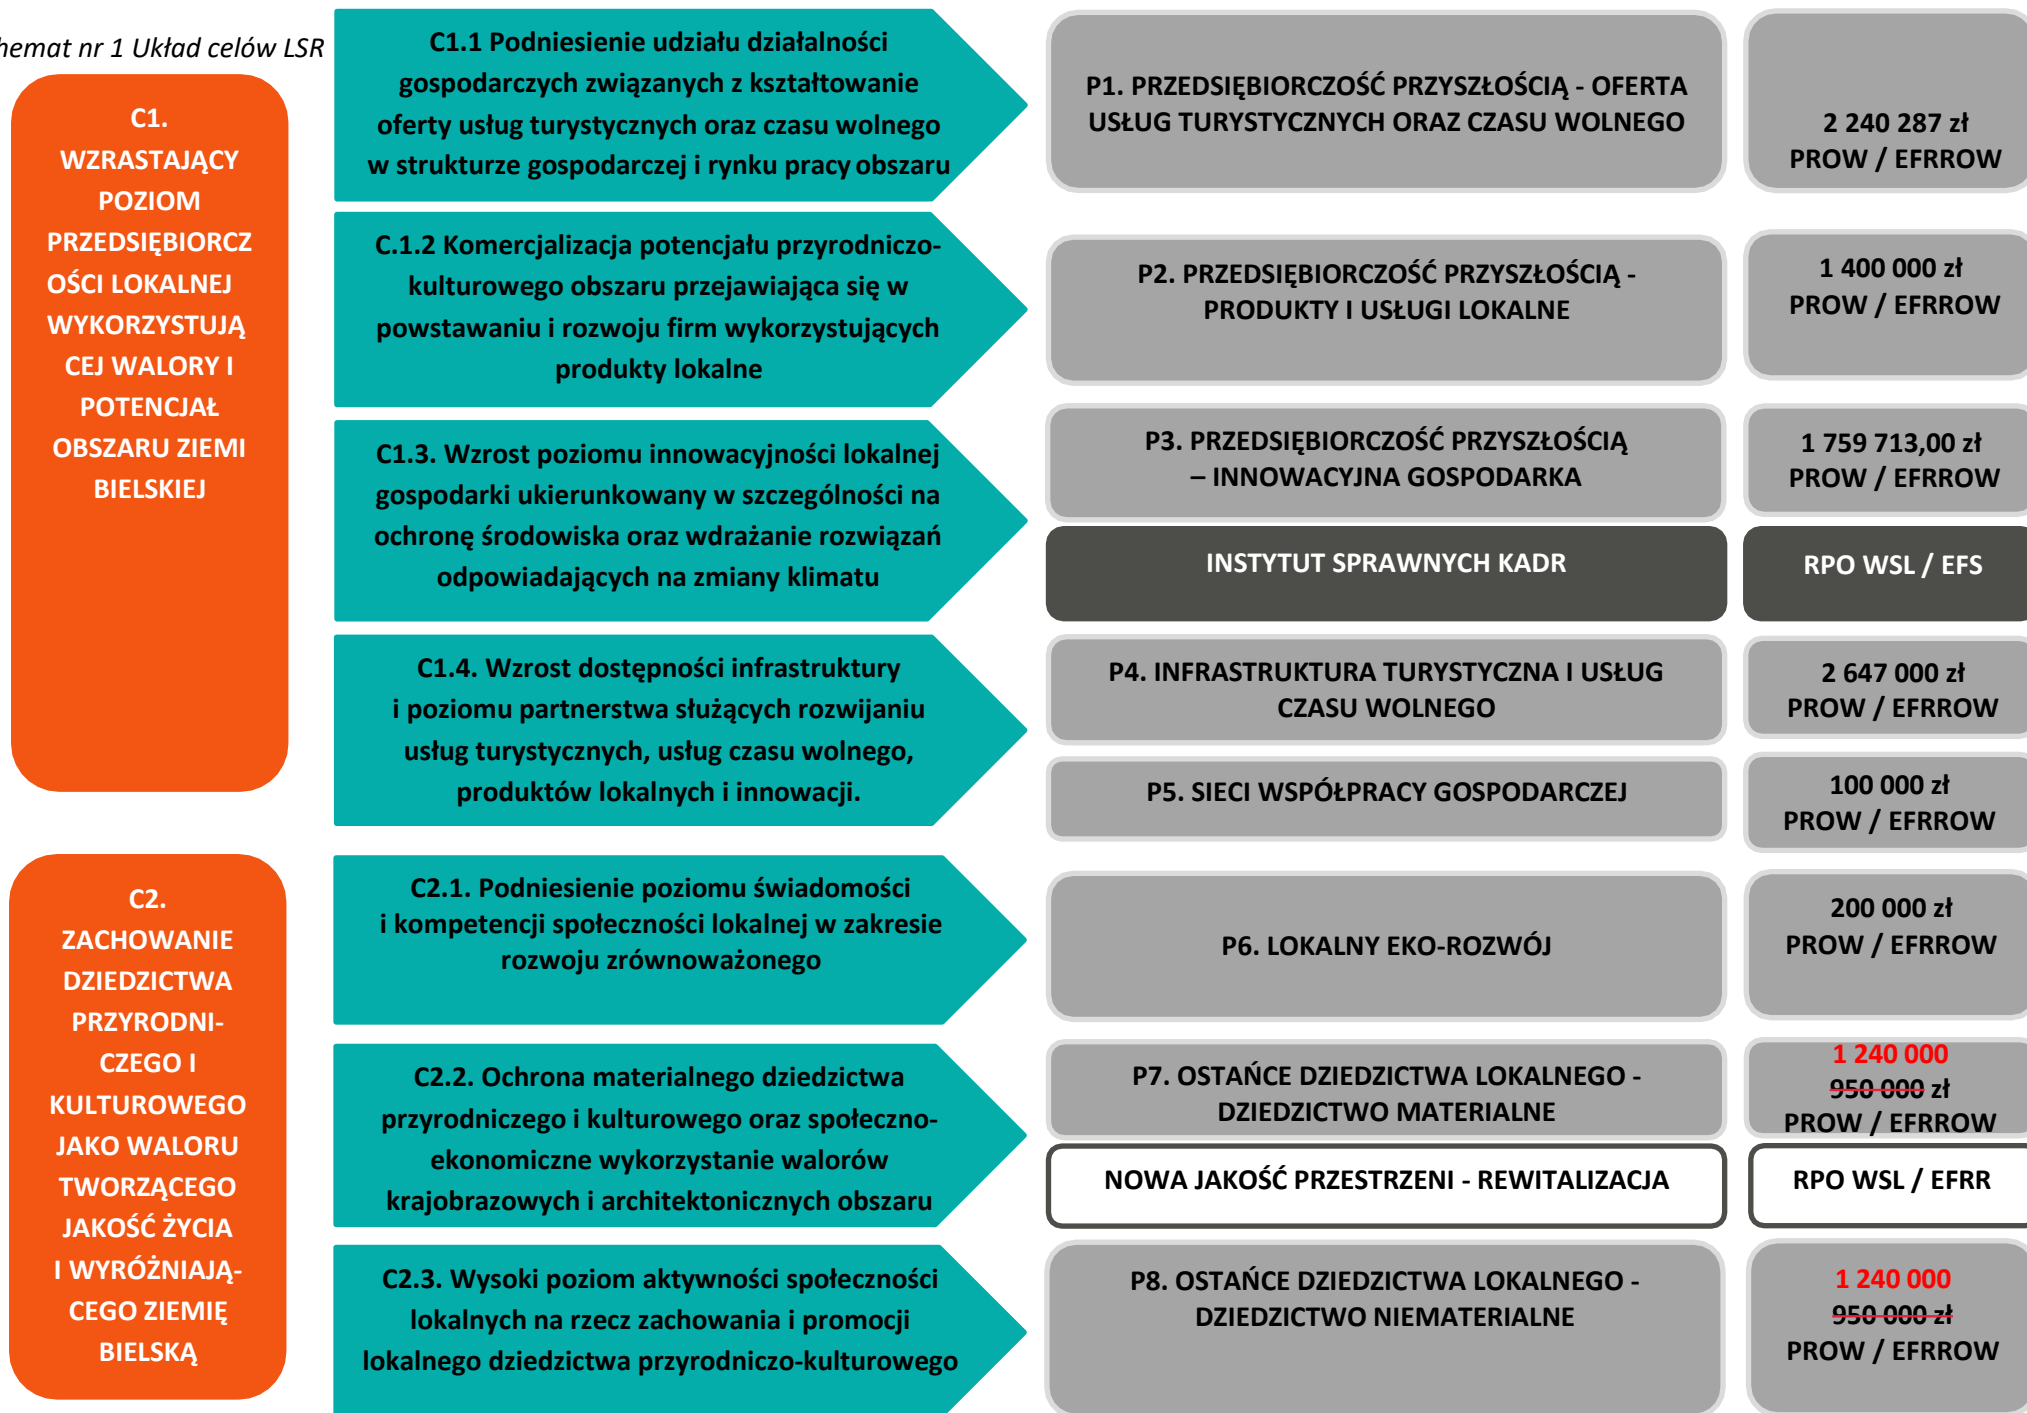 hemat nr 1 Układ celów LSR
C1.
WZRASTAJĄCY
POZIOM
PRZEDSIĘBIORCZ
OŚCI LOKALNEJ
WYKORZYSTUJĄ
CEJ WALORY I
POTENCJAŁ
OBSZARU ZIEMI
BIELSKIEJ
C1.1 Podniesienie udziału działalności
gospodarczych związanych z kształtowanie
oferty usług turystycznych oraz czasu wolnego
w strukturze gospodarczej i rynku pracy obszaru
P1. PRZEDSIĘBIORCZOŚĆ PRZYSZŁOŚCIĄ - OFERTA
USŁUG TURYSTYCZNYCH ORAZ CZASU WOLNEGO
2 240 287 zł
PROW / EFRROW
C.1.2 Komercjalizacja potencjału przyrodniczo-
kulturowego obszaru przejawiająca się w
powstawaniu i rozwoju firm wykorzystujących
produkty lokalne
P2. PRZEDSIĘBIORCZOŚĆ PRZYSZŁOŚCIĄ -
PRODUKTY I USŁUGI LOKALNE
1 400 000 zł
PROW / EFRROW
C1.3. Wzrost poziomu innowacyjności lokalnej
gospodarki ukierunkowany w szczególności na
ochronę środowiska oraz wdrażanie rozwiązań
odpowiadających na zmiany klimatu
P3. PRZEDSIĘBIORCZOŚĆ PRZYSZŁOŚCIĄ
– INNOWACYJNA GOSPODARKA
1 759 713,00 zł
PROW / EFRROW
INSTYTUT SPRAWNYCH KADR
RPO WSL / EFS
C1.4. Wzrost dostępności infrastruktury
i poziomu partnerstwa służących rozwijaniu
usług turystycznych, usług czasu wolnego,
produktów lokalnych i innowacji.
P4. INFRASTRUKTURA TURYSTYCZNA I USŁUG
CZASU WOLNEGO
2 647 000 zł
PROW / EFRROW
P5. SIECI WSPÓŁPRACY GOSPODARCZEJ
100 000 zł
PROW / EFRROW
C2.
ZACHOWANIE
DZIEDZICTWA
PRZYRODNI-
CZEGO I
KULTUROWEGO
JAKO WALORU
TWORZĄCEGO
JAKOŚĆ ŻYCIA
I WYRÓŻNIAJĄ-
CEGO ZIEMIĘ
BIELSKĄ
C2.1. Podniesienie poziomu świadomości
i kompetencji społeczności lokalnej w zakresie
rozwoju zrównoważonego
P6. LOKALNY EKO-ROZWÓJ
200 000 zł
PROW / EFRROW
C2.2. Ochrona materialnego dziedzictwa
przyrodniczego i kulturowego oraz społeczno-
ekonomiczne wykorzystanie walorów
krajobrazowych i architektonicznych obszaru
P7. OSTAŃCE DZIEDZICTWA LOKALNEGO -
DZIEDZICTWO MATERIALNE
1 240 000
950 000 zł
PROW / EFRROW
NOWA JAKOŚĆ PRZESTRZENI - REWITALIZACJA
RPO WSL / EFRR
C2.3. Wysoki poziom aktywności społeczności
lokalnych na rzecz zachowania i promocji
lokalnego dziedzictwa przyrodniczo-kulturowego
P8. OSTAŃCE DZIEDZICTWA LOKALNEGO -
DZIEDZICTWO NIEMATERIALNE
1 240 000
950 000 zł
PROW / EFRROW